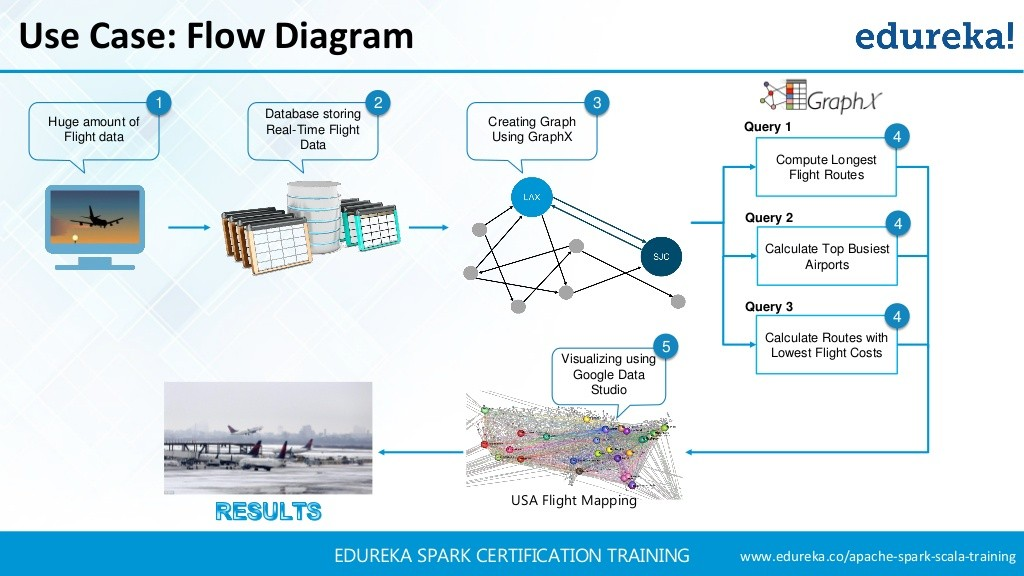 Use Case: Flow Diagram
edureka!
1
Huge amount of
Flight data
2
Database storing
Real-Time Flight
Data
3
Creating Graph
Using GraphX
LAX
SJC
GraphX
Query 1
4
Compute Longest
Flight Routes
Query 2
4
Calculate Top Busiest
Airports
Query 3
4
Calculate Routes with
Lowest Flight Costs
5
Visualizing using
Google Data
Studio
USA Flight Mapping
RESULTS
EDUREKA SPARK CERTIFICATION TRAINING
www.edureka.co/apache-spark-scala-training